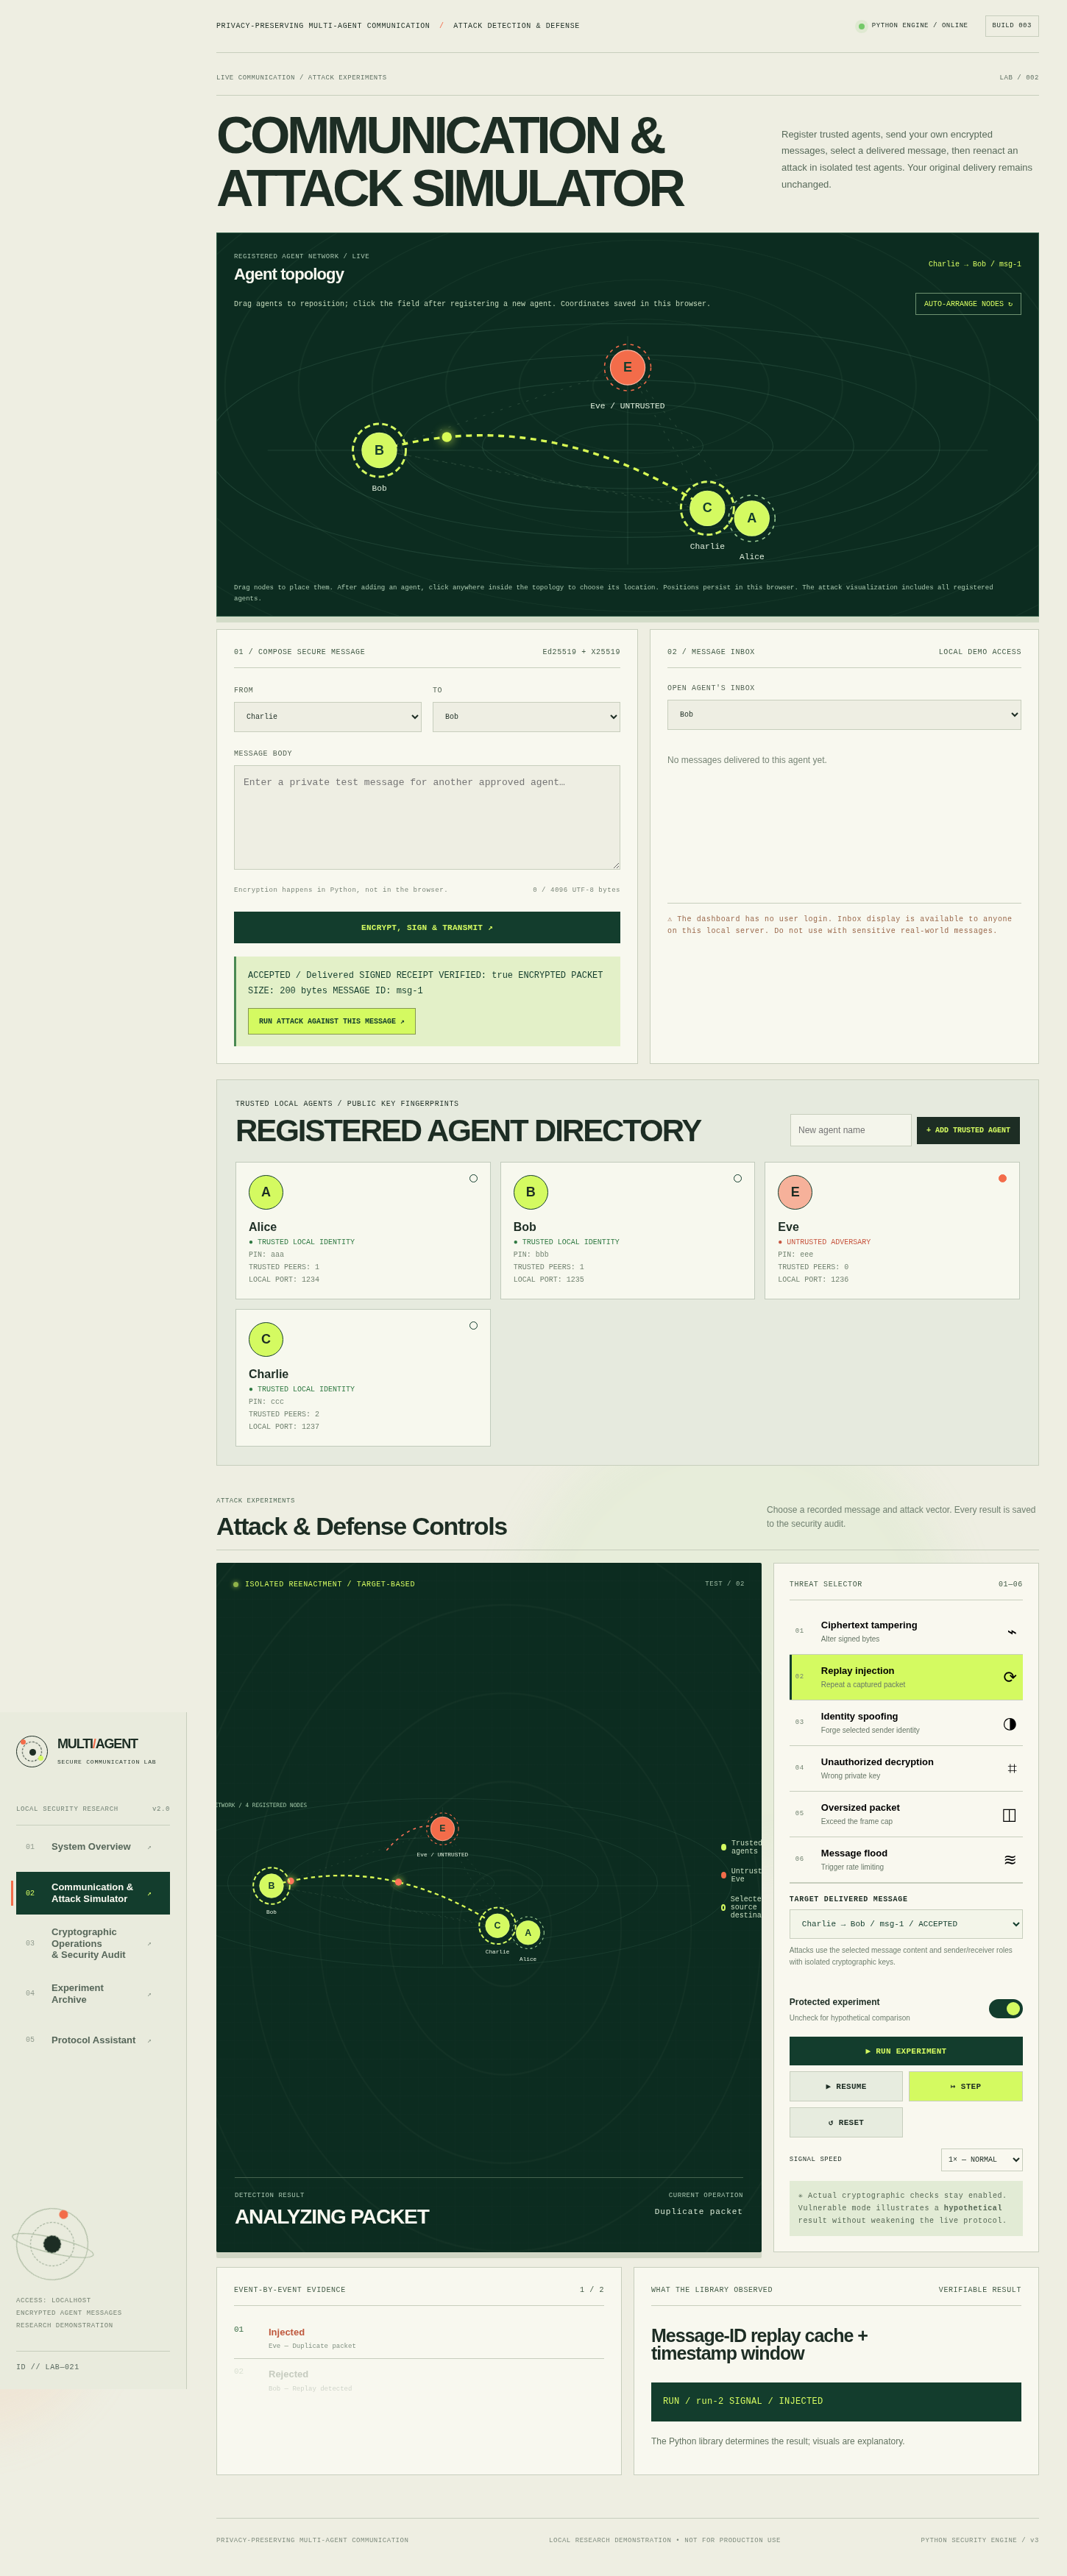 PRIVACY-PRESERVING MULTI-AGENT COMMUNICATION / ATTACK DETECTION & DEFENSE
PYTHON ENGINE / ONLINE
BUILD 003
LIVE COMMUNICATION / ATTACK EXPERIMENTS
LAB / 002
COMMUNICATION &
ATTACK SIMULATOR
Register trusted agents, send your own encrypted
messages, select a delivered message, then reenact an
attack in isolated test agents. Your original delivery remains
unchanged.
REGISTERED AGENT NETWORK / LIVE
Agent topology
Charlie → Bob / msg-1
Drag agents to reposition; click the field after registering a new agent. Coordinates saved in this browser.
AUTO-ARRANGE NODES ↻
E
Eve / UNTRUSTED
B
Bob
C
Charlie
A
Alice
Drag nodes to place them. After adding an agent, click anywhere inside the topology to choose its location. Positions persist in this browser. The attack visualization includes all registered
agents.
01 / COMPOSE SECURE MESSAGE
Ed25519 + X25519
FROM
TO
Charlie
Bob
MESSAGE BODY
Enter a private test message for another approved agent…
Encryption happens in Python, not in the browser.
0 / 4096 UTF-8 bytes
ENCRYPT, SIGN & TRANSMIT ↗
ACCEPTED / Delivered SIGNED RECEIPT VERIFIED: true ENCRYPTED PACKET
SIZE: 200 bytes MESSAGE ID: msg-1
RUN ATTACK AGAINST THIS MESSAGE ↗
02 / MESSAGE INBOX
LOCAL DEMO ACCESS
OPEN AGENT'S INBOX
Bob
No messages delivered to this agent yet.
⚠ The dashboard has no user login. Inbox display is available to anyone
on this local server. Do not use with sensitive real-world messages.
TRUSTED LOCAL AGENTS / PUBLIC KEY FINGERPRINTS
REGISTERED AGENT DIRECTORY
New agent name
+ ADD TRUSTED AGENT
A
Alice
● TRUSTED LOCAL IDENTITY
PIN: aaa
TRUSTED PEERS: 1
LOCAL PORT: 1234
B
Bob
● TRUSTED LOCAL IDENTITY
PIN: bbb
TRUSTED PEERS: 1
LOCAL PORT: 1235
E
Eve
● UNTRUSTED ADVERSARY
PIN: eee
TRUSTED PEERS: 0
LOCAL PORT: 1236
C
Charlie
● TRUSTED LOCAL IDENTITY
PIN: ccc
TRUSTED PEERS: 2
LOCAL PORT: 1237
ATTACK EXPERIMENTS
Attack & Defense Controls
Choose a recorded message and attack vector. Every result is saved
to the security audit.
ISOLATED REENACTMENT / TARGET-BASED
TEST / 02
TWORK / 4 REGISTERED NODES
E
Eve / UNTRUSTED
B
Bob
C
Charlie
A
Alice
Trusted
agents
Untrust
Eve
Selecte
source
destina
DETECTION RESULT
ANALYZING PACKET
CURRENT OPERATION
Duplicate packet
THREAT SELECTOR
01—06
01
Ciphertext tampering
Alter signed bytes
⌁
02
Replay injection
Repeat a captured packet
⟳
03
Identity spoofing
Forge selected sender identity
◑
04
Unauthorized decryption
Wrong private key
⌗
05
Oversized packet
Exceed the frame cap
◫
06
Message flood
Trigger rate limiting
≋
TARGET DELIVERED MESSAGE
Charlie → Bob / msg-1 / ACCEPTED
Attacks use the selected message content and sender/receiver roles
with isolated cryptographic keys.
Protected experiment
Uncheck for hypothetical comparison
▶ RUN EXPERIMENT
▶ RESUME
↦ STEP
↺ RESET
SIGNAL SPEED
1× — NORMAL
Actual cryptographic checks stay enabled.
Vulnerable mode illustrates a hypothetical
result without weakening the live protocol.
MULTI/AGENT
SECURE COMMUNICATION LAB
LOCAL SECURITY RESEARCH
v2.0
01
System Overview
↗
02
Communication &
Attack Simulator
↗
03
Cryptographic
Operations
& Security Audit
↗
04
Experiment
Archive
↗
05
Protocol Assistant
↗
ACCESS: LOCALHOST
ENCRYPTED AGENT MESSAGES
RESEARCH DEMONSTRATION
ID // LAB—021
EVENT-BY-EVENT EVIDENCE
1 / 2
01
Injected
Eve — Duplicate packet
02
Rejected
Bob — Replay detected
WHAT THE LIBRARY OBSERVED
VERIFIABLE RESULT
Message-ID replay cache +
timestamp window
RUN / run-2 SIGNAL / INJECTED
The Python library determines the result; visuals are explanatory.
PRIVACY-PRESERVING MULTI-AGENT COMMUNICATION
LOCAL RESEARCH DEMONSTRATION • NOT FOR PRODUCTION USE
PYTHON SECURITY ENGINE / v3